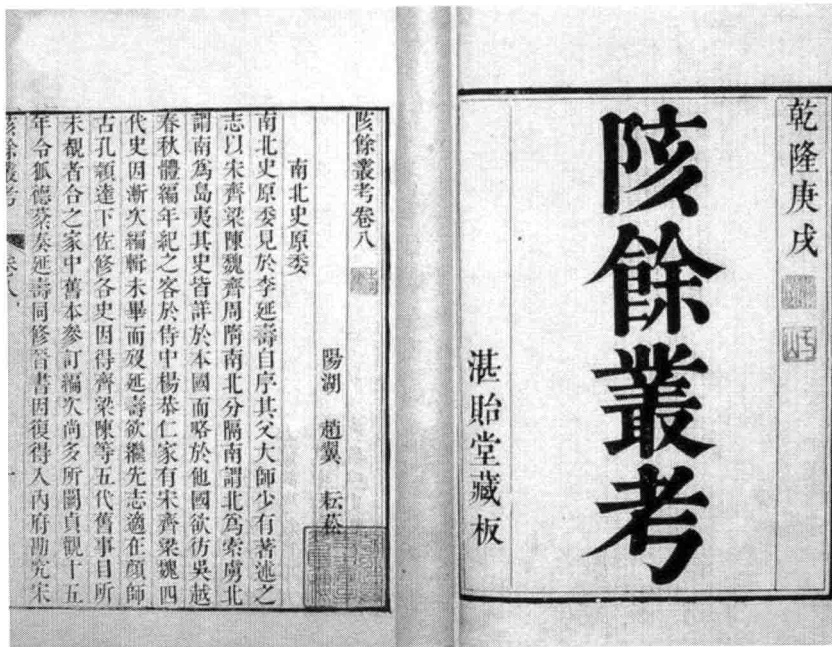 乾隆庚戌
陔餘叢考
湛貽堂藏板
陔餘叢考卷八
陽湖 趙翼 耘菘
南北史原委
南北史原委見於李延壽自序其父大師少有著述之
志以宋齊梁陳魏齊周隋南北分隔南謂北爲索虜北
謂南爲島夷其史皆詳於本國而略於他國欲彷吳越
春秋體編年紀之客於侍中楊恭仁家有宋齊梁魏四
代史因漸次編輯未畢而歿延壽欲繼先志適在顔師
古孔穎達下佐修各史因得齊梁陳等五代舊事目所
未覩者合之家中舊本參訂編次尚多所闕貞觀十五
年令狐德棻奏延壽同修晉書因復得入內府勘究宋
陔餘叢考 卷八 一